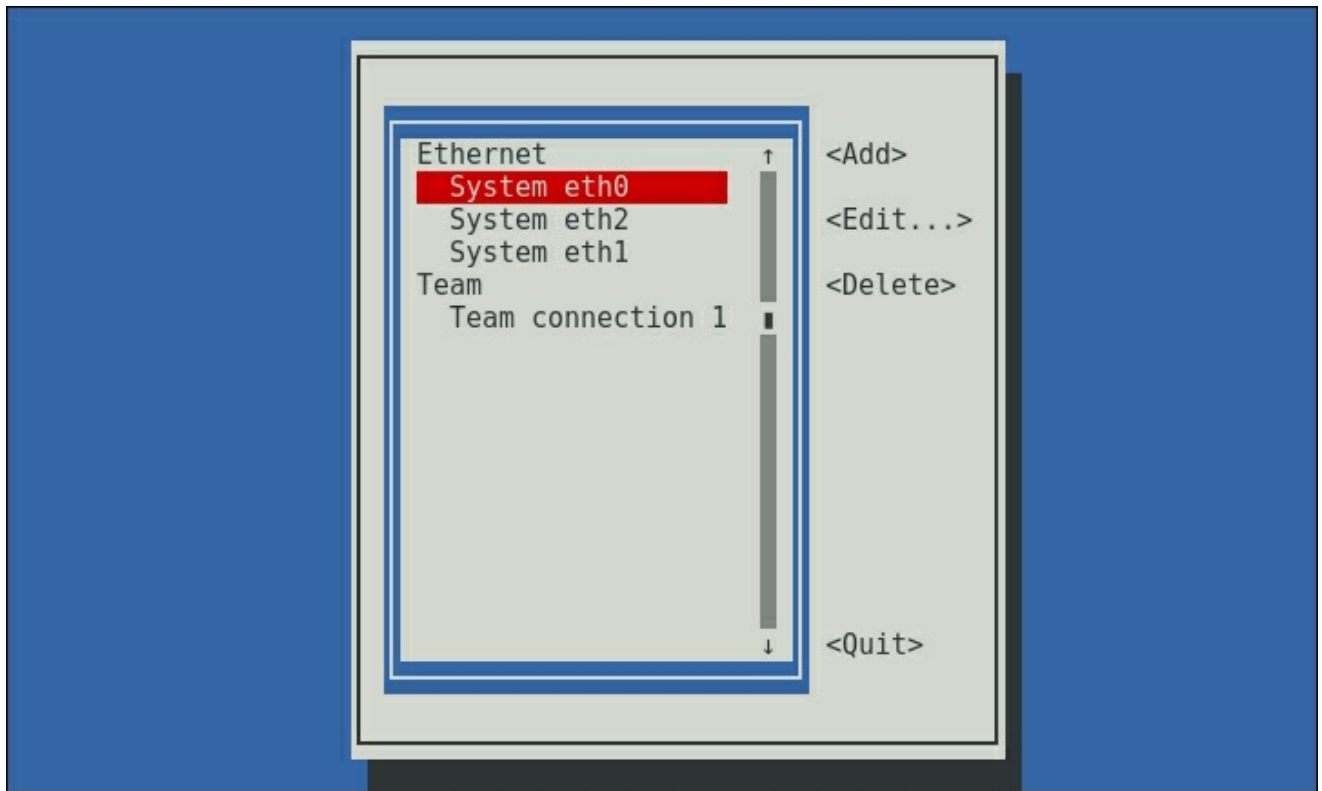 Ethernet ↑ <Add>
System eth0
System eth2 <Edit...>
System eth1
Team <Delete>
Team connection 1
↓ <Quit>